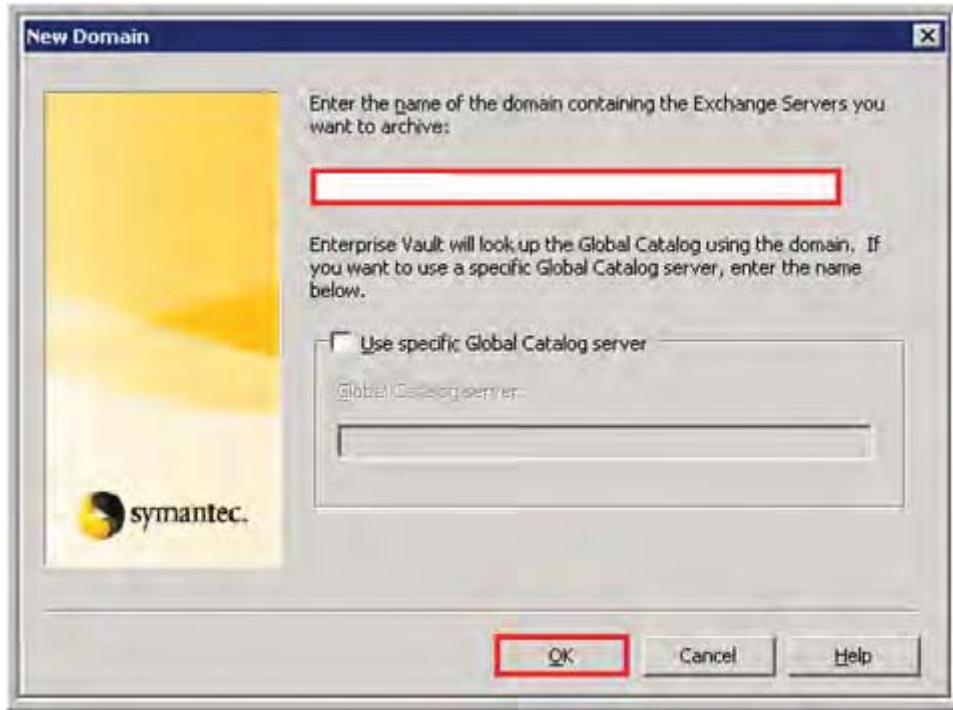 New Domain
Enter the name of the domain containing the Exchange Servers you
want to archive:
Enterprise Vault will look up the Global Catalog using the domain. If
you want to use a specific Global Catalog server, enter the name
below.
Use specific Global Catalog server
Global Catalog server:
symantec.
OK
Cancel
Help